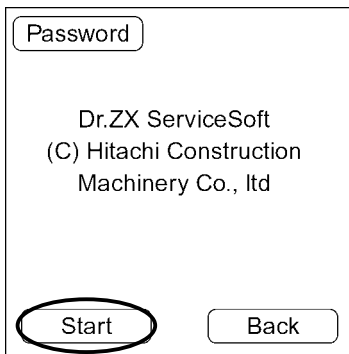 Password
Dr.ZX ServiceSoft
(C) Hitachi Construction
Machinery Co., ltd
Start
Back